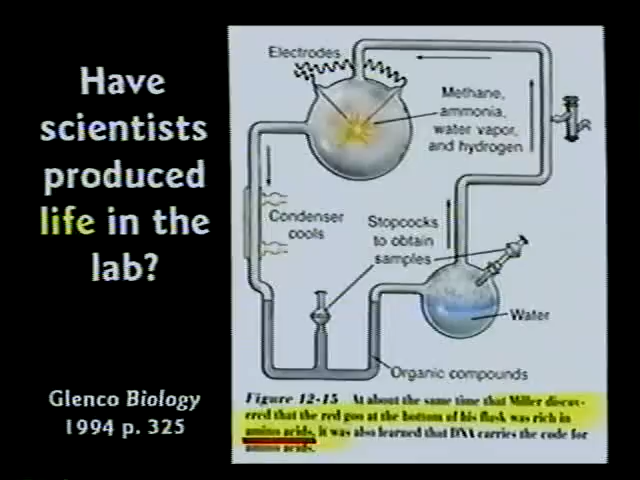 Have
scientists
produced
life in the
lab?
Glenco Biology
1994 p. 325
Electrodes
Methane,
ammonia,
water vapor,
and hydrogen
Condenser
cools
Stopcocks
to obtain
samples
Water
Organic compounds
Figure 12-15 At about the same time that Miller discov-
ered that the red goo at the bottom of his flask was rich in
amino acids, it was also learned that DNA carries the code for
amino acids.